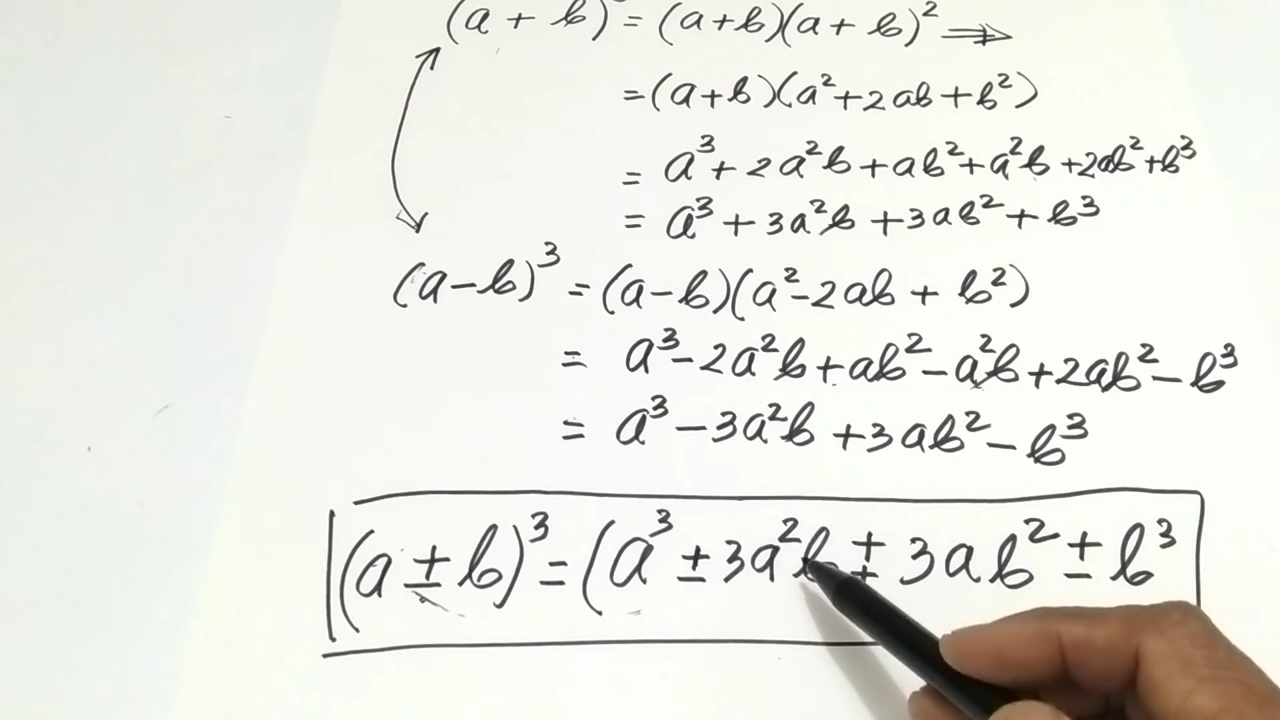 (a + b) = (a+b)(a+b)² ⇒
=(a+b)(a²+2ab+b²)
= a³+2a²b+ab²+a²b+2ab²+b³
= a³+3a²b+3ab²+b³
(a-b)³ = (a-b)(a²-2ab+b²)
= a³-2a²b+ab²-a²b+2ab²-b³
= a³-3a²b+3ab²-b³
(a±b)³=(a³±3a²b±3ab²±b³